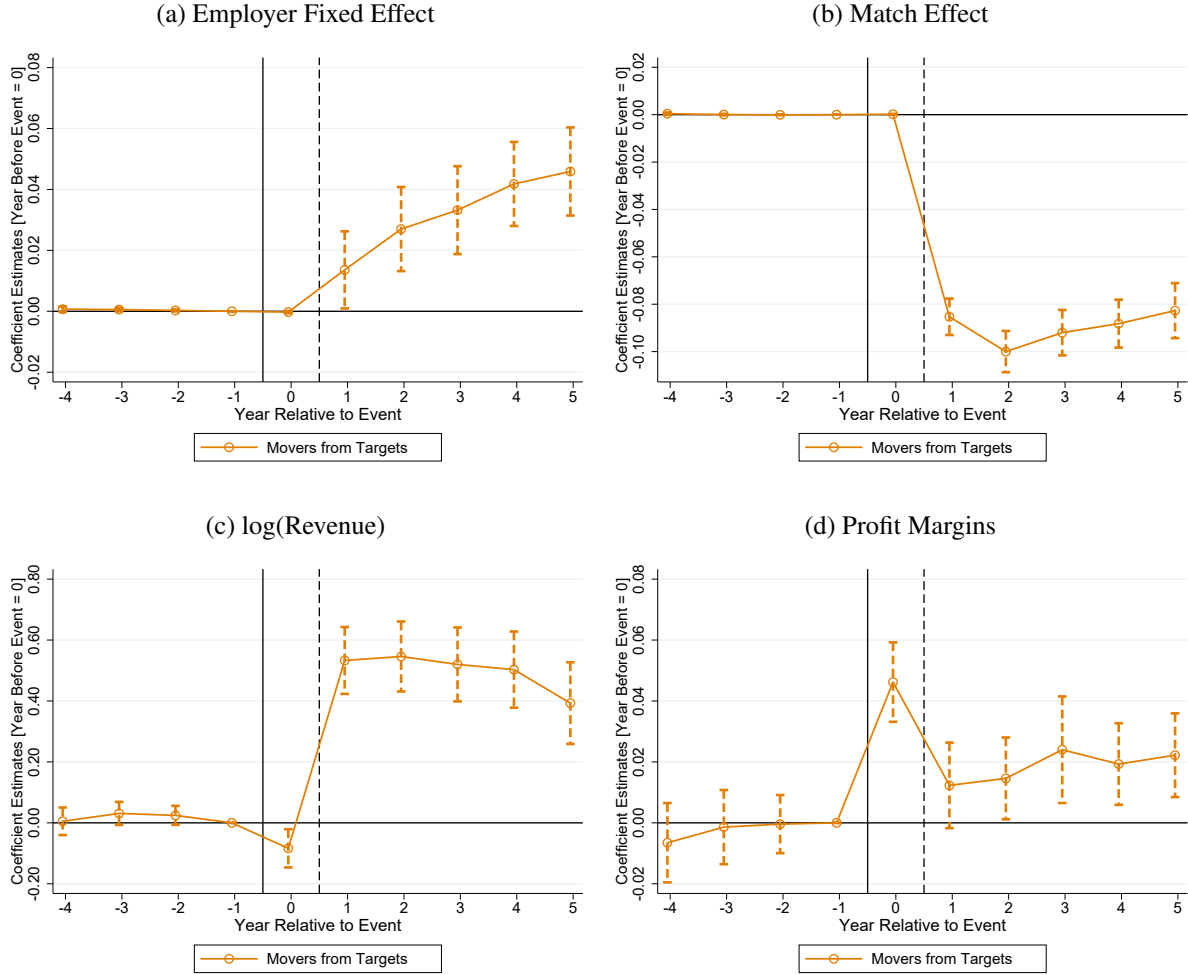 (a) Employer Fixed Effect
Coefficient Estimates [Year Before Event = 0]
0.08
0.06
0.04
0.02
0.00
-0.02
-4 -3 -2 -1 0 1 2 3 4 5
Year Relative to Event
Movers from Targets
(b) Match Effect
Coefficient Estimates [Year Before Event = 0]
0.02
0.00
-0.02
-0.04
-0.06
-0.08
-0.10
-4 -3 -2 -1 0 1 2 3 4 5
Year Relative to Event
Movers from Targets
(c) log(Revenue)
Coefficient Estimates [Year Before Event = 0]
0.80
0.60
0.40
0.20
0.00
-0.20
-4 -3 -2 -1 0 1 2 3 4 5
Year Relative to Event
Movers from Targets
(d) Profit Margins
Coefficient Estimates [Year Before Event = 0]
0.08
0.06
0.04
0.02
0.00
-0.02
-4 -3 -2 -1 0 1 2 3 4 5
Year Relative to Event
Movers from Targets